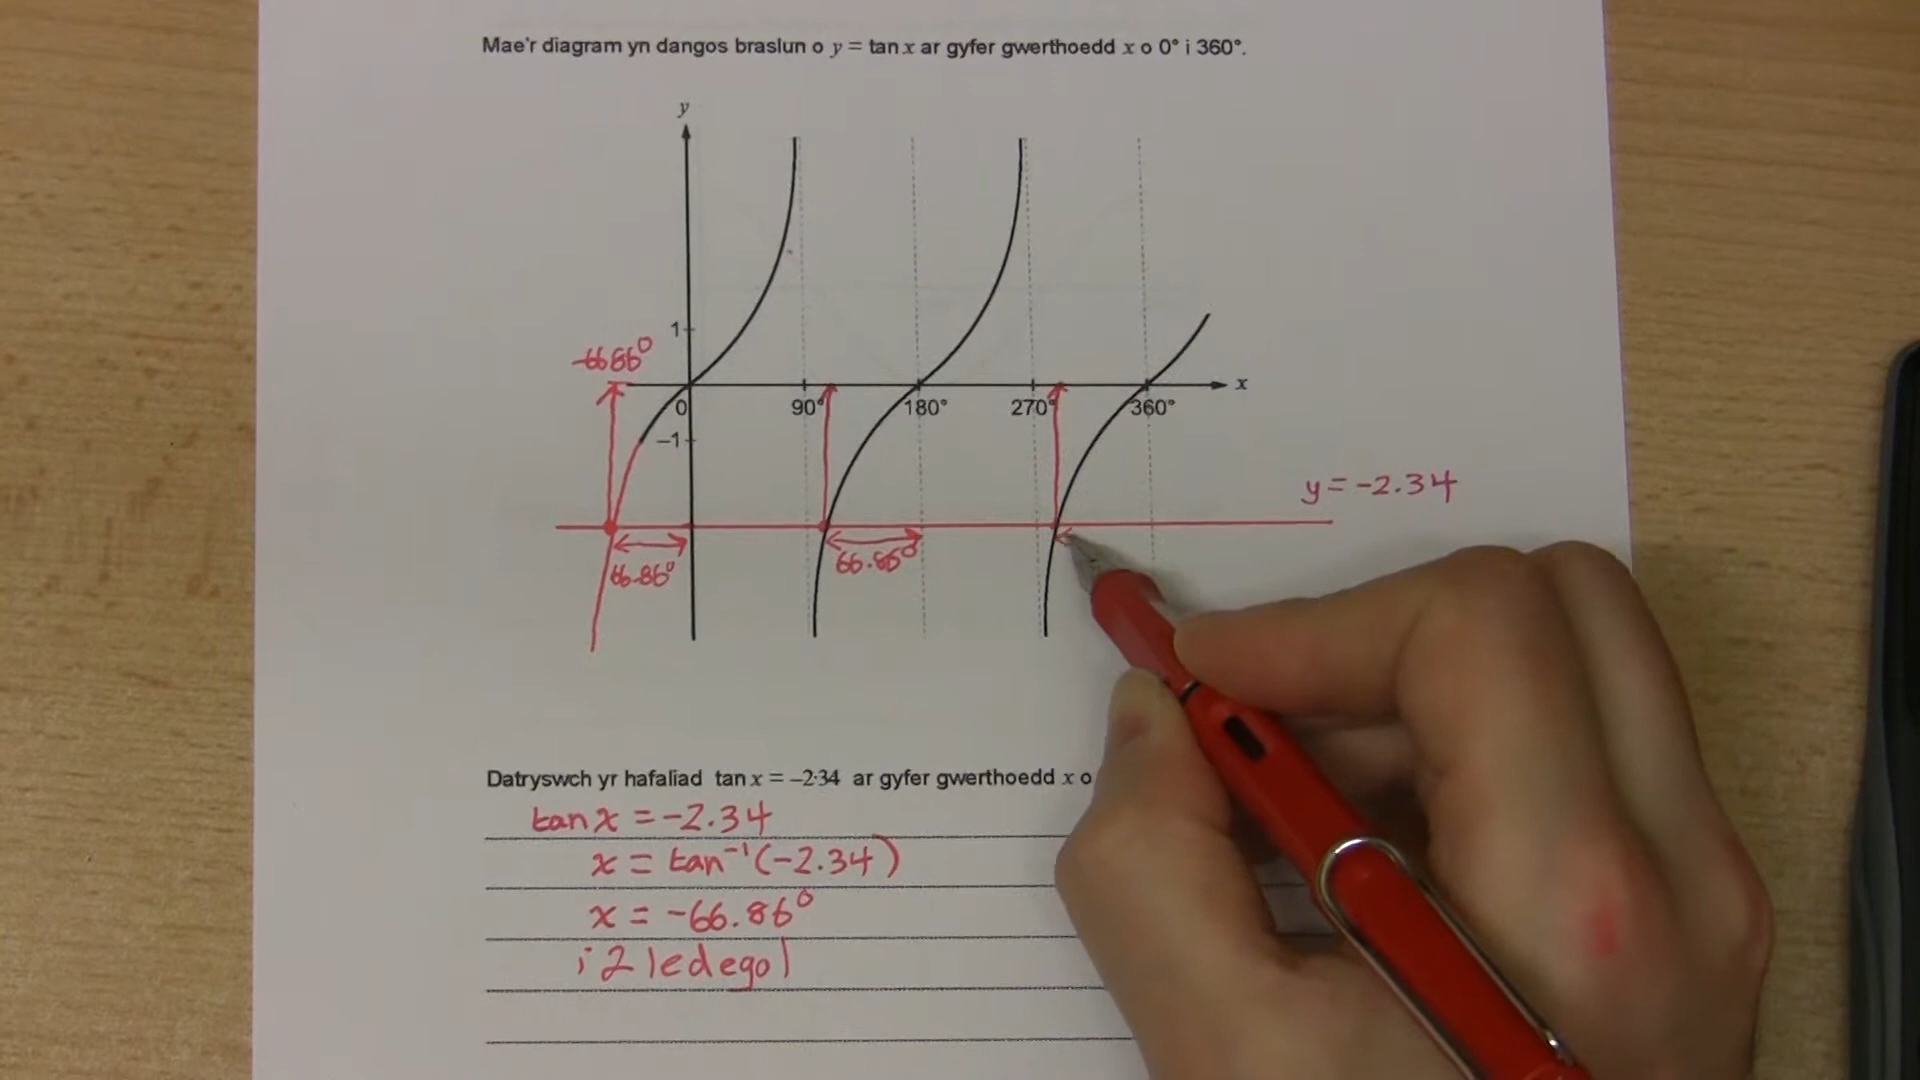 Mae'r diagram yn dangos braslun o y = tan x ar gyfer gwerthoedd x o 0° i 360°.
y
1
-66.86°
x
0
90°
180°
270°
360°
–1
y = -2.34
66.86°
66.86°
Datryswch yr hafaliad tan x = –2·34 ar gyfer gwerthoedd x o
tan x = -2.34
x = tan⁻¹(-2.34)
x = -66.86°
i 2 le degol